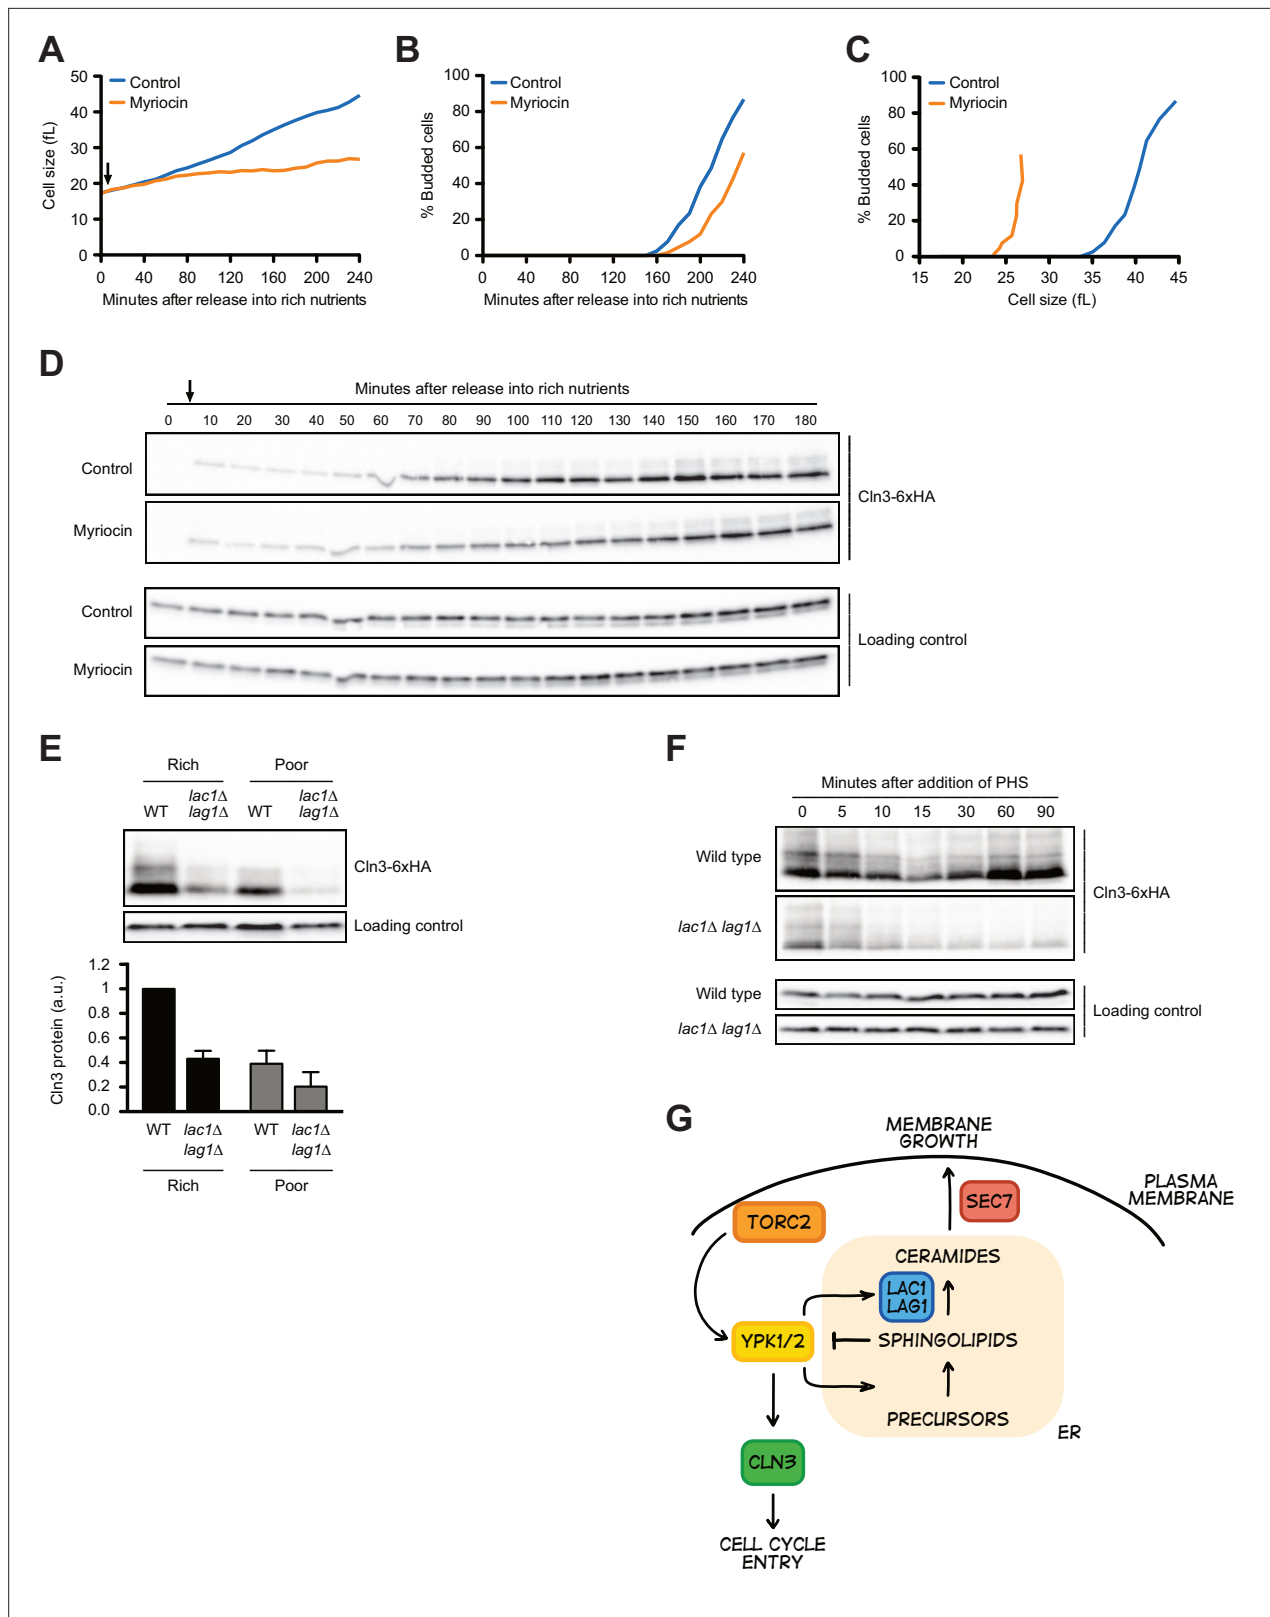 A
Cell size (fL)
50
40
30
20
10
0
Control
Myriocin
0 40 80 120 160 200 240
Minutes after release into rich nutrients
B
% Budded cells
100
80
60
40
20
0
Control
Myriocin
0 40 80 120 160 200 240
Minutes after release into rich nutrients
C
% Budded cells
100
80
60
40
20
0
Control
Myriocin
15 20 25 30 35 40 45
Cell size (fL)
D
Minutes after release into rich nutrients
0 10 20 30 40 50 60 70 80 90 100 110 120 130 140 150 160 170 180
Control
Myriocin
Cln3-6xHA
Control
Myriocin
Loading control
E
Rich Poor
WT lac1Δ lag1Δ WT lac1Δ lag1Δ
Cln3-6xHA
Loading control
Cln3 protein (a.u.)
1.2
1
0.8
0.6
0.4
0.2
0.0
WT lac1Δ lag1Δ WT lac1Δ lag1Δ
Rich Poor
F
Minutes after addition of PHS
0 5 10 15 30 60 90
Wild type
lac1Δ lag1Δ
Cln3-6xHA
Wild type
lac1Δ lag1Δ
Loading control
G
MEMBRANE
GROWTH
PLASMA
MEMBRANE
SEC7
TORC2
CERAMIDES
LAC1
LAG1
YPK1/2
SPHINGOLIPIDS
PRECURSORS
ER
CLN3
CELL CYCLE
ENTRY